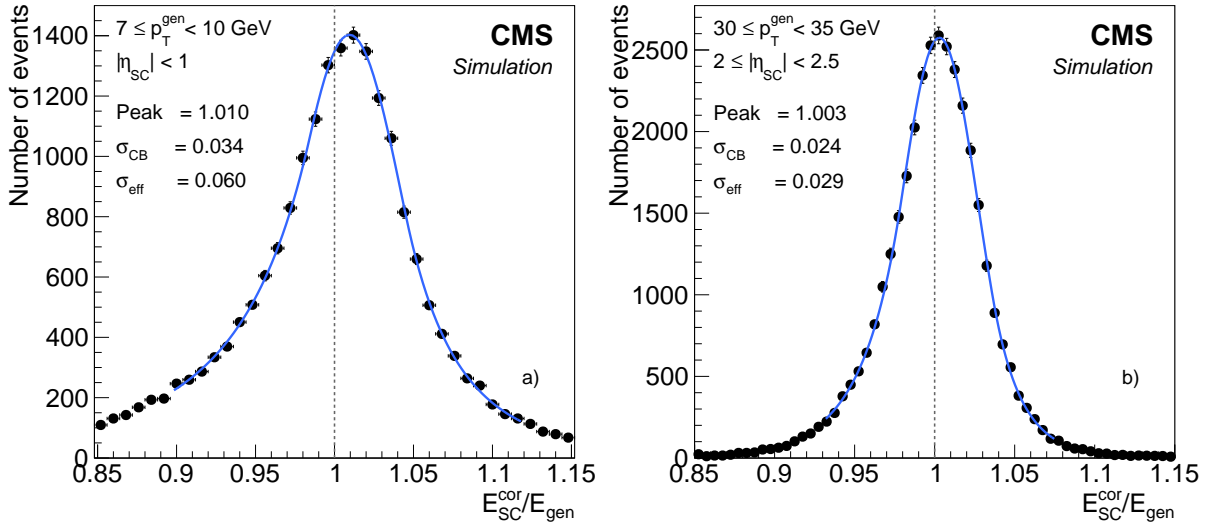 7 ≤ p_T^gen < 10 GeV
|η_SC| < 1
Peak = 1.010
σ_CB = 0.034
σ_eff = 0.060
CMS
Simulation
a)
Number of events
1400
1200
1000
800
600
400
200
0
0.85 0.9 0.95 1 1.05 1.1 1.15
E_SC^cor/E_gen
30 ≤ p_T^gen < 35 GeV
2 ≤ |η_SC| < 2.5
Peak = 1.003
σ_CB = 0.024
σ_eff = 0.029
CMS
Simulation
b)
Number of events
2500
2000
1500
1000
500
0
0.85 0.9 0.95 1 1.05 1.1 1.15
E_SC^cor/E_gen